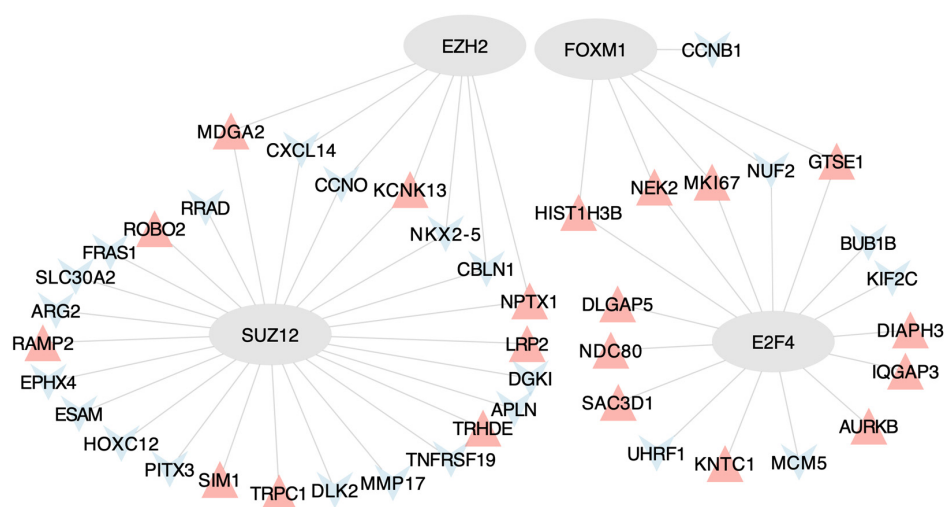 EZH2
FOXM1
CCNB1
MDGA2
CXCL14
CCNO
KCNK13
NEK2
MKI67
NUF2
GTSE1
RRAD
ROBO2
FRAS1
HIST1H3B
NKX2-5
BUB1B
SLC30A2
CBLN1
KIF2C
ARG2
NPTX1
DLGAP5
RAMP2
SUZ12
LRP2
NDC80
E2F4
DIAPH3
EPHX4
DGKI
IQGAP3
ESAM
APLN
SAC3D1
HOXC12
TRHDE
AURKB
PITX3
TNFRSF19
UHRF1
KNTC1
MCM5
SIM1
TRPC1
DLK2
MMP17